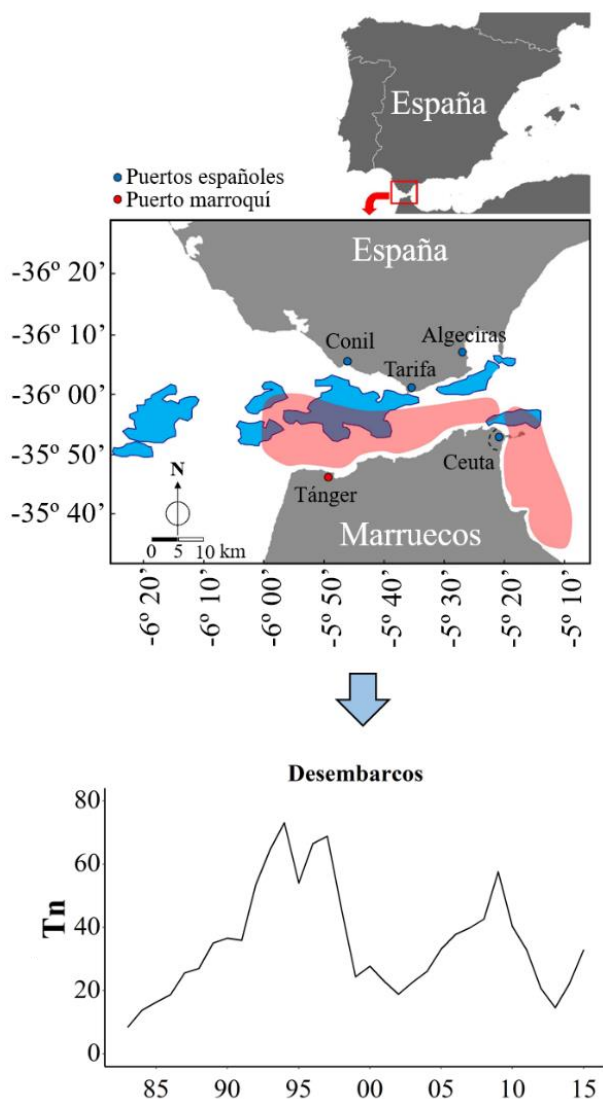 España
Puertos españoles
Puerto marroquí
España
-36º 20’
-36º 10’
Conil
Algeciras
Tarifa
-36º 00’
-35º 50’
N
Ceuta
-35º 40’
Tánger
0 5 10 km
Marruecos
-6º 20’
-6º 10’
-6º 00’
-5º 50’
-5º 40’
-5º 30’
-5º 20’
-5º 10’
Desembarcos
Tn
80
60
40
20
0
85 90 95 00 05 10 15